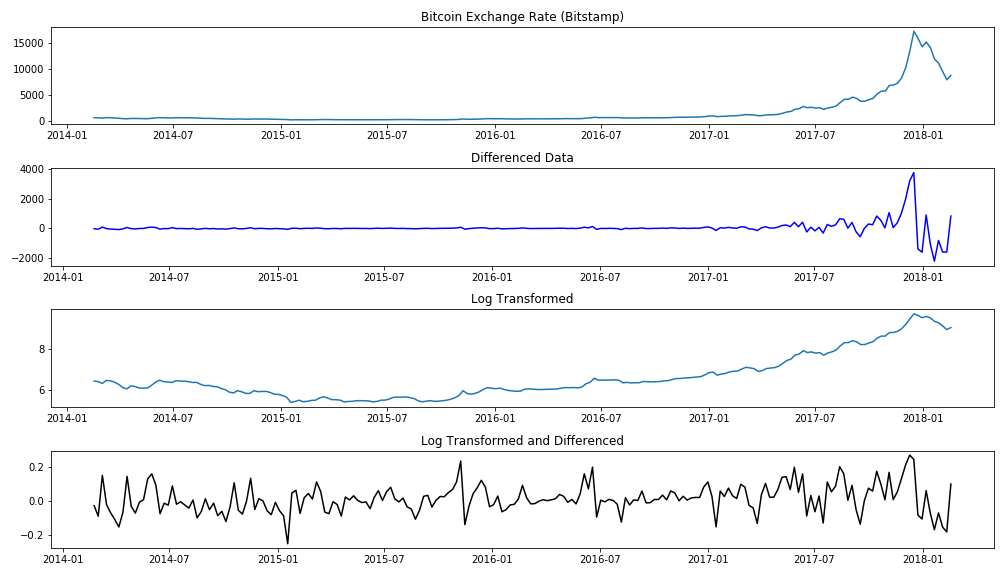 Bitcoin Exchange Rate (Bitstamp)
15000
10000
5000
0
2014-01 2014-07 2015-01 2015-07 2016-01 2016-07 2017-01 2017-07 2018-01
Differenced Data
4000
2000
0
−2000
2014-01 2014-07 2015-01 2015-07 2016-01 2016-07 2017-01 2017-07 2018-01
Log Transformed
8
6
2014-01 2014-07 2015-01 2015-07 2016-01 2016-07 2017-01 2017-07 2018-01
Log Transformed and Differenced
0.2
0.0
−0.2
2014-01 2014-07 2015-01 2015-07 2016-01 2016-07 2017-01 2017-07 2018-01